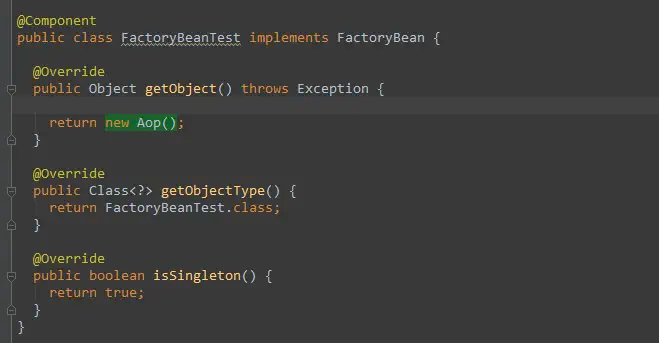 @Component
public class FactoryBeanTest implements FactoryBean {
@Override
public Object getObject() throws Exception {
return new Aop();
}
@Override
public Class<?> getObjectType() {
return FactoryBeanTest.class;
}
@Override
public boolean isSingleton() {
return true;
}
}